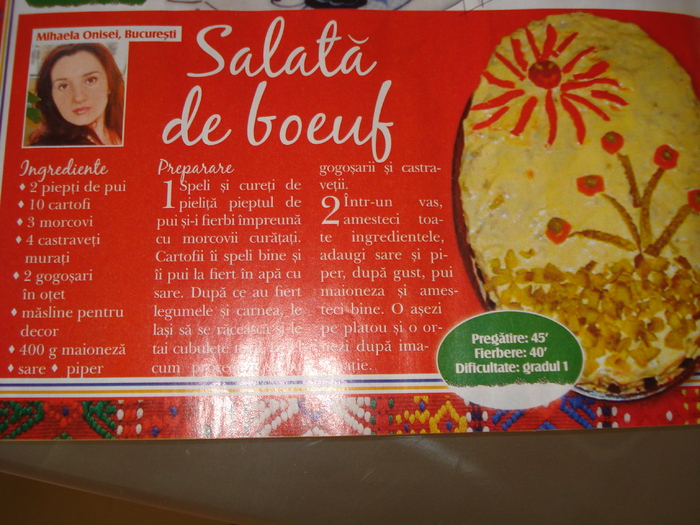 Mihaela Onisei, București
Salată
de boeuf
Ingrediente
♦ 2 piepți de pui
♦ 10 cartofi
♦ 3 morcovi
♦ 4 castraveți
murați
♦ 2 gogoșari
în oțet
♦ măsline pentru
decor
♦ 400 g maioneză
♦ sare ♦ piper
Preparare
1 Speli și cureți de
pieliță pieptul de
pui și-i fierbi împreună
cu morcovii curățați.
Cartofii îi speli bine și
îi pui la fiert în apă cu
sare. După ce au fiert
legumele și carnea, le
lași să se răcească și le
tai cubulețe
cum
gogoșarii și castra-
veții.
2 Într-un vas,
amesteci toa-
te ingredientele,
adaugi sare și pi-
per, după gust, pui
maioneza și ames-
teci bine. O așezi
pe platou și o or-
nezi după ima-
ție.
Pregătire: 45'
Fierbere: 40'
Dificultate: gradul 1